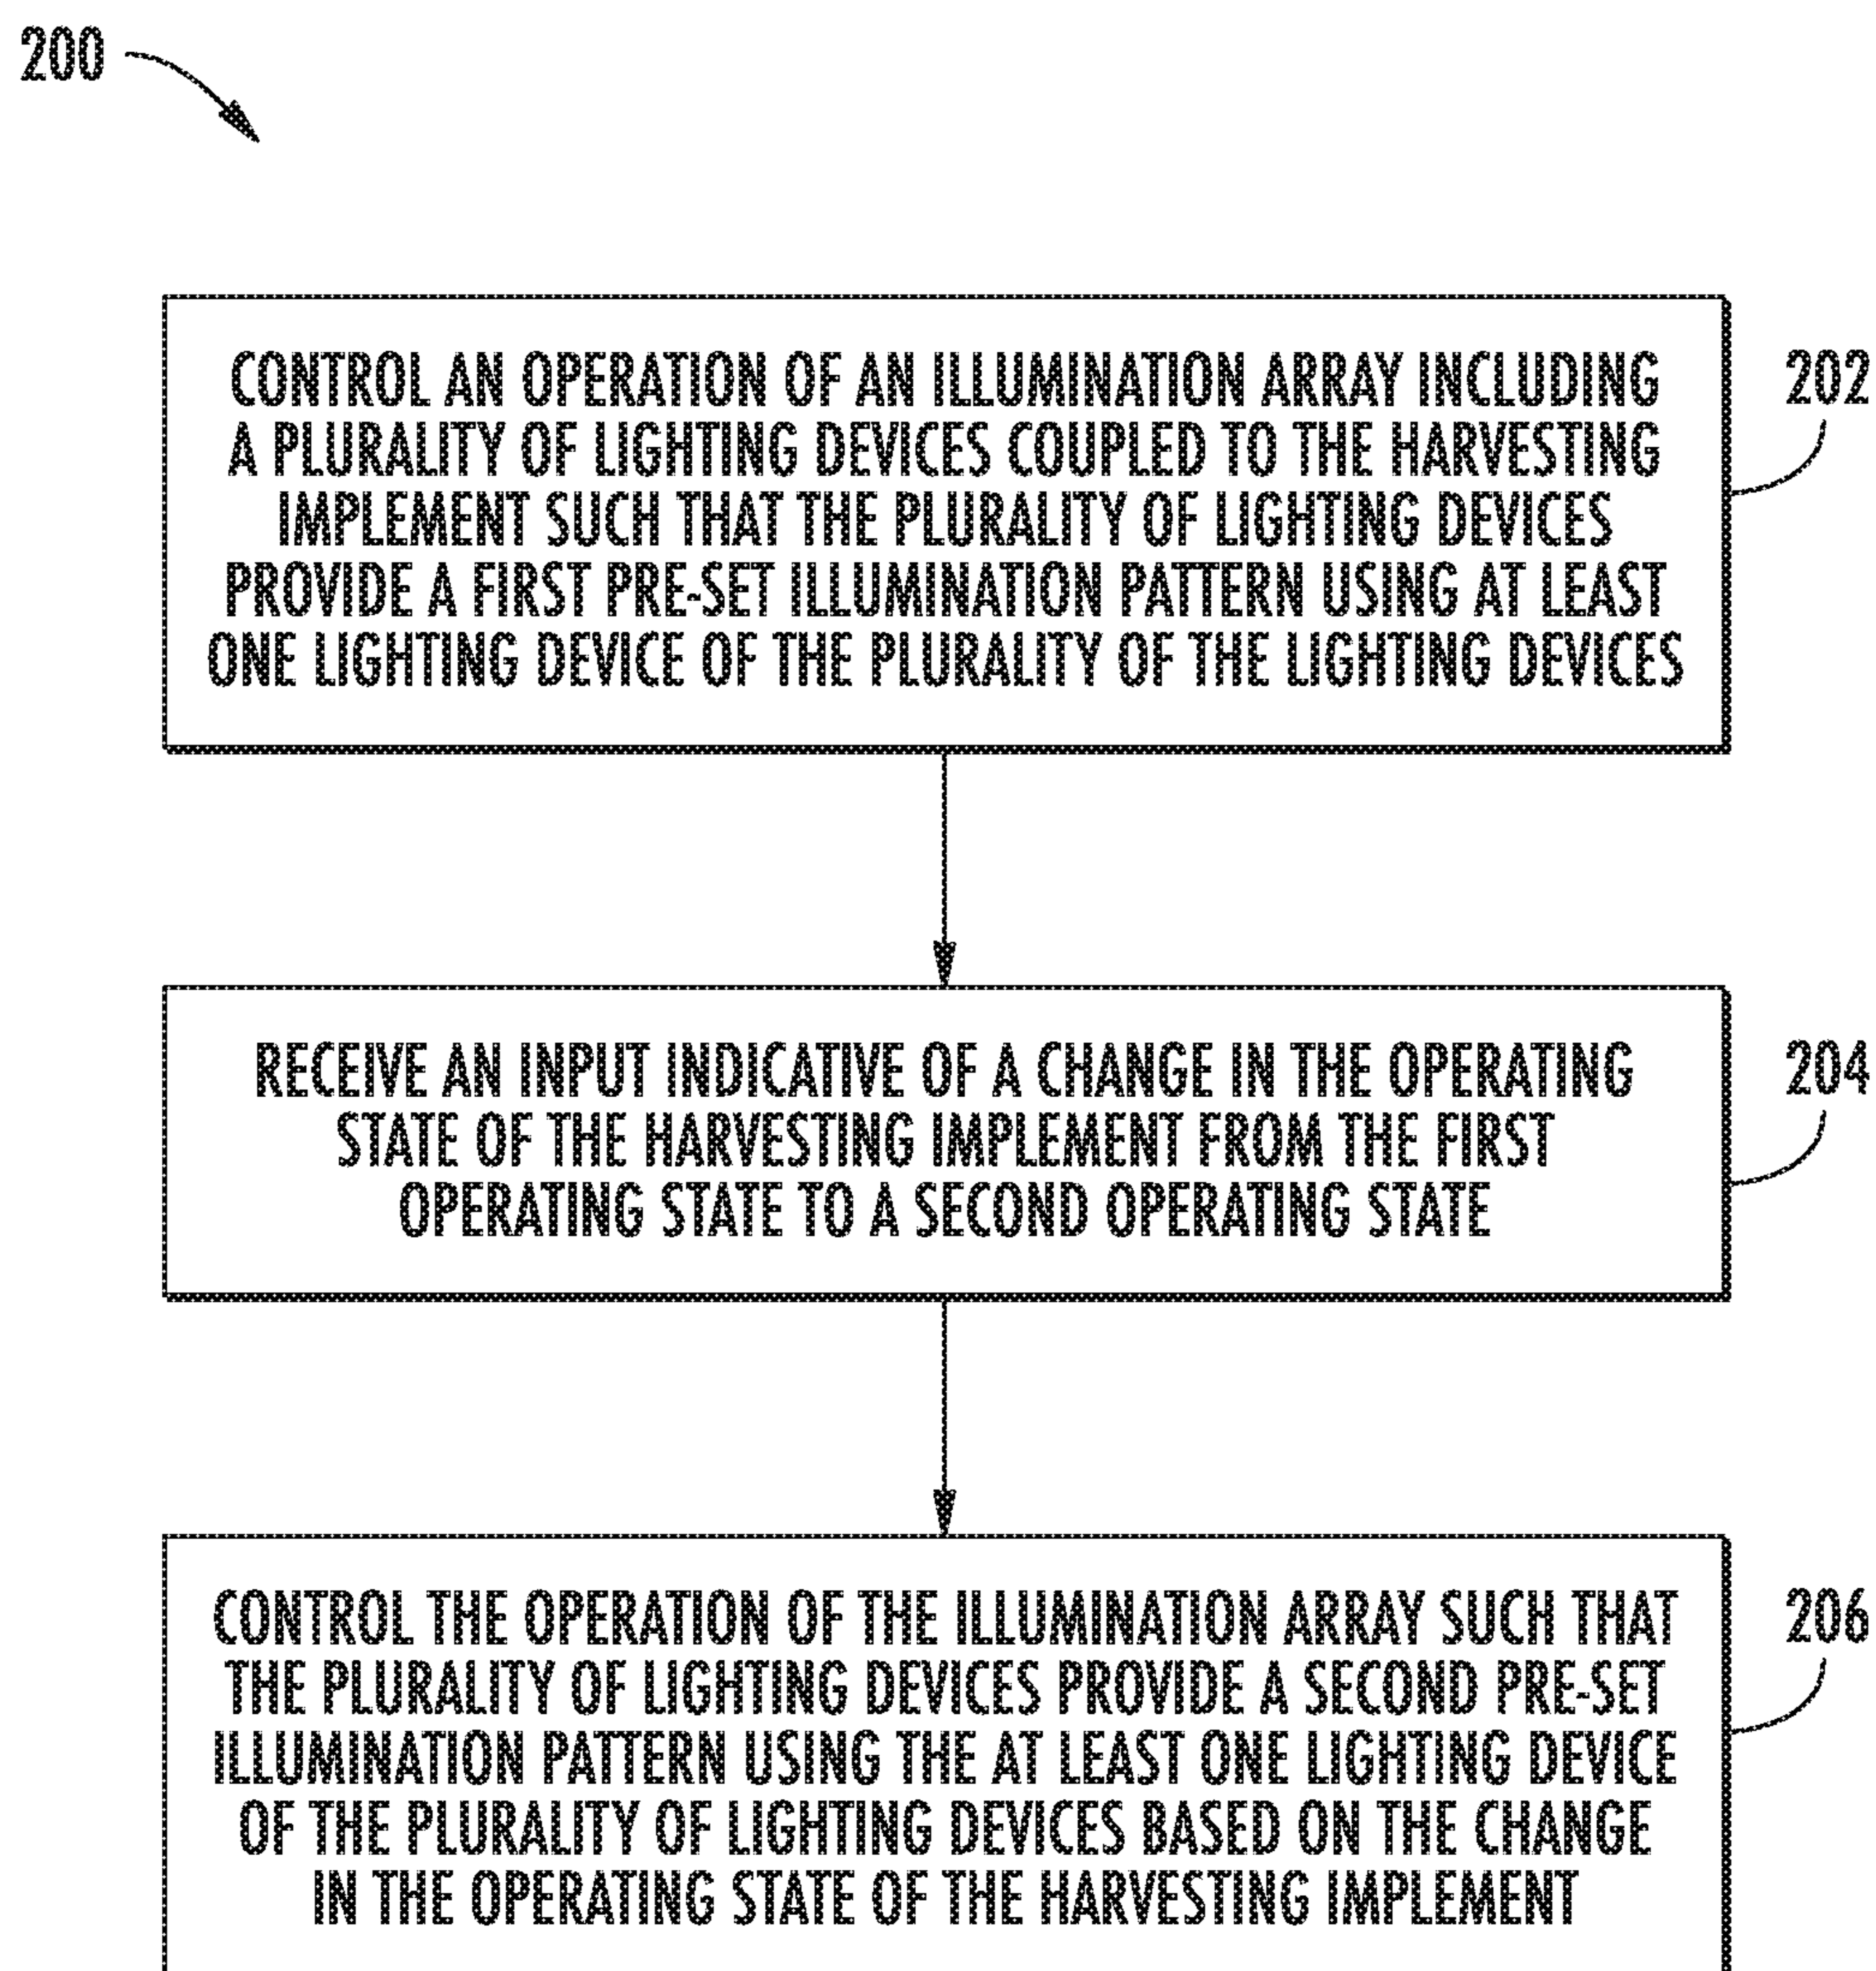 200
CONTROL AN OPERATION OF AN ILLUMINATION ARRAY INCLUDING
A PLURALITY OF LIGHTING DEVICES COUPLED TO THE HARVESTING
IMPLEMENT SUCH THAT THE PLURALITY OF LIGHTING DEVICES
PROVIDE A FIRST PRE-SET ILLUMINATION PATTERN USING AT LEAST
ONE LIGHTING DEVICE OF THE PLURALITY OF THE LIGHTING DEVICES
202
RECEIVE AN INPUT INDICATIVE OF A CHANGE IN THE OPERATING
STATE OF THE HARVESTING IMPLEMENT FROM THE FIRST
OPERATING STATE TO A SECOND OPERATING STATE
204
CONTROL THE OPERATION OF THE ILLUMINATION ARRAY SUCH THAT
THE PLURALITY OF LIGHTING DEVICES PROVIDE A SECOND PRE-SET
ILLUMINATION PATTERN USING THE AT LEAST ONE LIGHTING DEVICE
OF THE PLURALITY OF LIGHTING DEVICES BASED ON THE CHANGE
IN THE OPERATING STATE OF THE HARVESTING IMPLEMENT
206